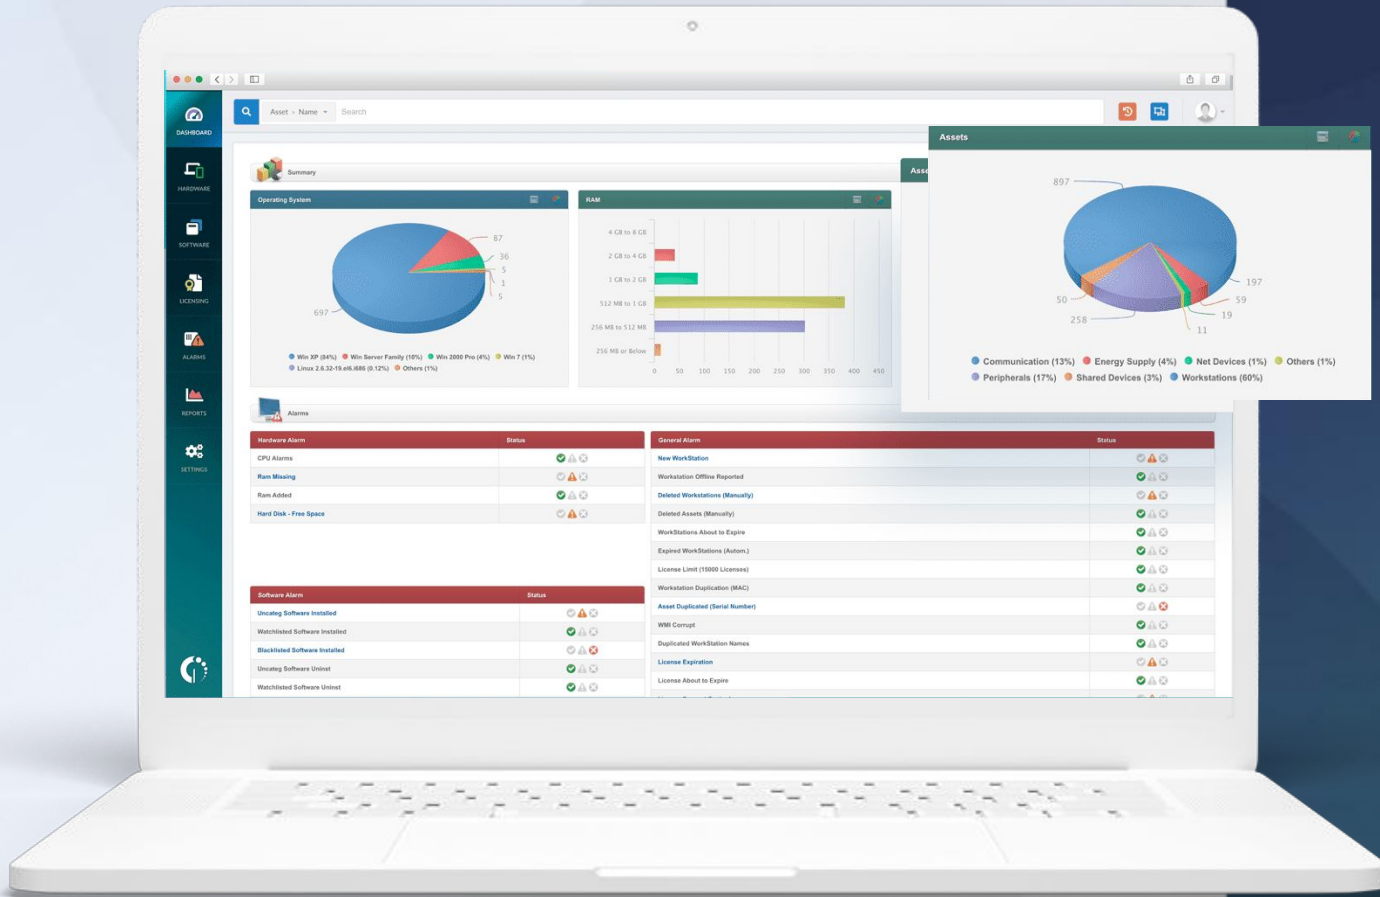 DASHBOARD
HARDWARE
SOFTWARE
LICENSING
ALARMS
REPORTS
SETTINGS
Asset > Name Search
Summary
Operating System
697
87
36
5
1
5
Win XP (84%) Win Server Family (10%) Win 2000 Pro (4%) Win 7 (1%)
Linux 2.6.32-19.el6.i686 (0.12%) Others (1%)
RAM
4 GB to 8 GB
2 GB to 4 GB
1 GB to 2 GB
512 MB to 1 GB
256 MB to 512 MB
256 MB or Below
0 50 100 150 200 250 300 350 400 450
Assets
897
197
59
19
11
258
50
Communication (13%) Energy Supply (4%) Net Devices (1%) Others (1%)
Peripherals (17%) Shared Devices (3%) Workstations (60%)
Alarms
Hardware Alarm Status
CPU Alarms
Ram Missing
Ram Added
Hard Disk - Free Space
Software Alarm Status
Uncateg Software Installed
Watchlisted Software Installed
Blacklisted Software Installed
Uncateg Software Uninst
Watchlisted Software Uninst
General Alarm Status
New WorkStation
Workstation Offline Reported
Deleted Workstations (Manually)
Deleted Assets (Manually)
WorkStations About to Expire
Expired WorkStations (Autom.)
License Limit (15000 Licenses)
Workstation Duplication (MAC)
Asset Duplicated (Serial Number)
WMI Corrupt
Duplicated WorkStation Names
License Expiration
License About to Expire